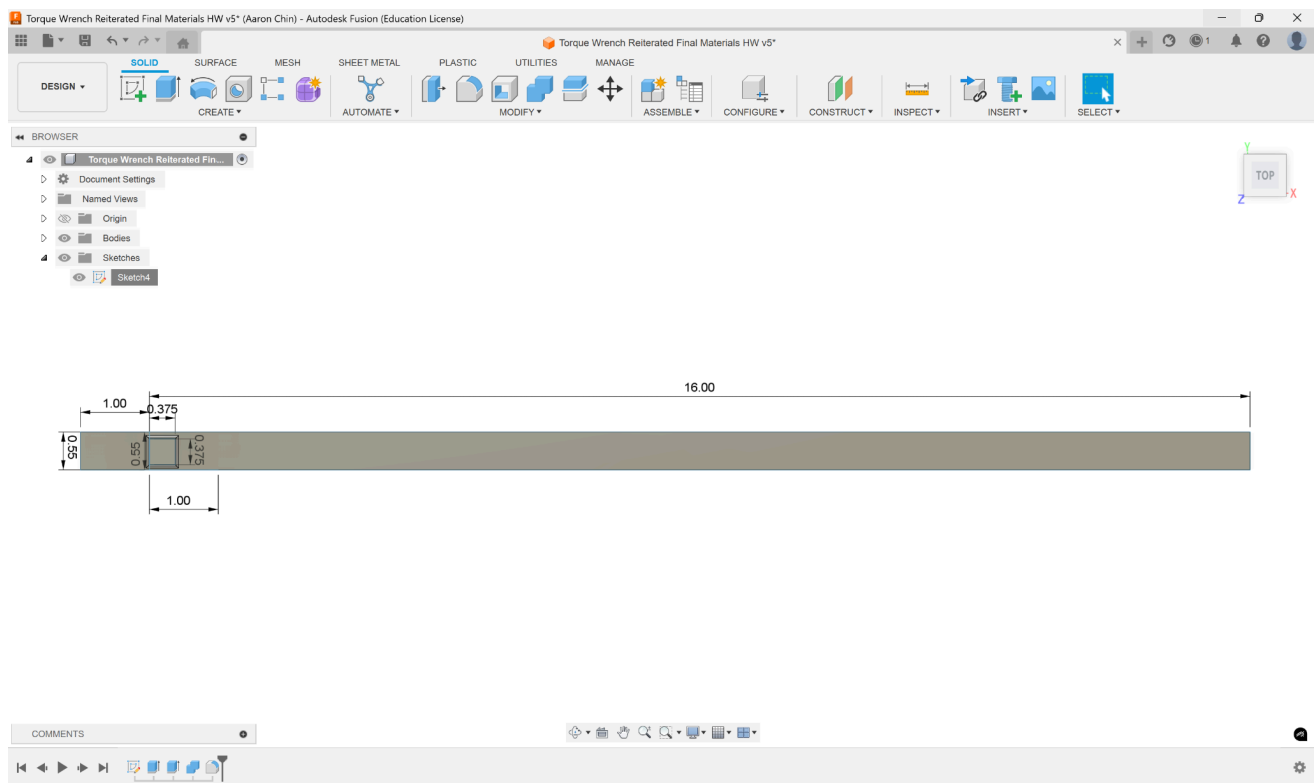 Torque Wrench Reiterated Final Materials HW v5* (Aaron Chin) - Autodesk Fusion (Education License)
Torque Wrench Reiterated Final Materials HW v5*
1
SOLID SURFACE MESH SHEET METAL PLASTIC UTILITIES MANAGE
DESIGN
CREATE AUTOMATE MODIFY ASSEMBLE CONFIGURE CONSTRUCT INSPECT INSERT SELECT
BROWSER
Torque Wrench Reiterated Fin...
Document Settings
Named Views
Origin
Bodies
Sketches
Sketch4
Y
TOP
Z X
16.00
1.00
0.375
0.55
0.55
0.375
1.00
COMMENTS